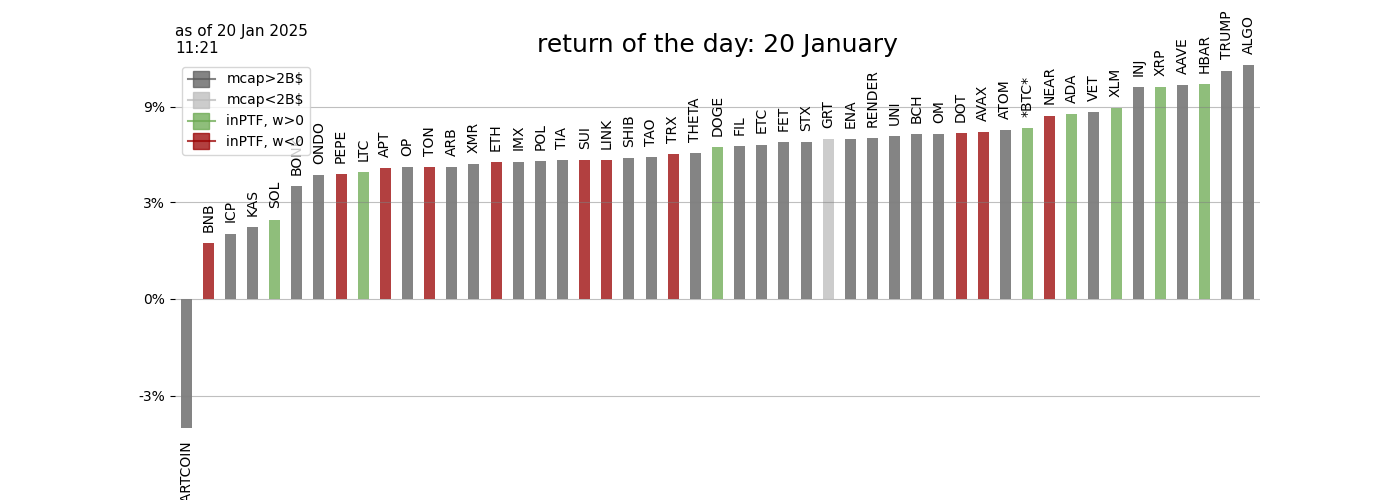 as of 20 Jan 2025
11:21
return of the day: 20 January
mcap>2B$
mcap<2B$
inPTF, w>0
inPTF, w<0
9%
3%
0%
-3%
ARTCOIN
BNB
ICP
KAS
SOL
ONDO
PEPE
LTC
APT
OP
TON
ARB
XMR
ETH
IMX
POL
TIA
SUI
LINK
SHIB
TAO
TRX
THETA
DOGE
FIL
ETC
FET
STX
GRT
ENA
RENDER
UNI
BCH
OM
DOT
AVAX
ATOM
*BTC*
NEAR
ADA
VET
XLM
INJ
XRP
AAVE
HBAR
TRUMP
ALGO